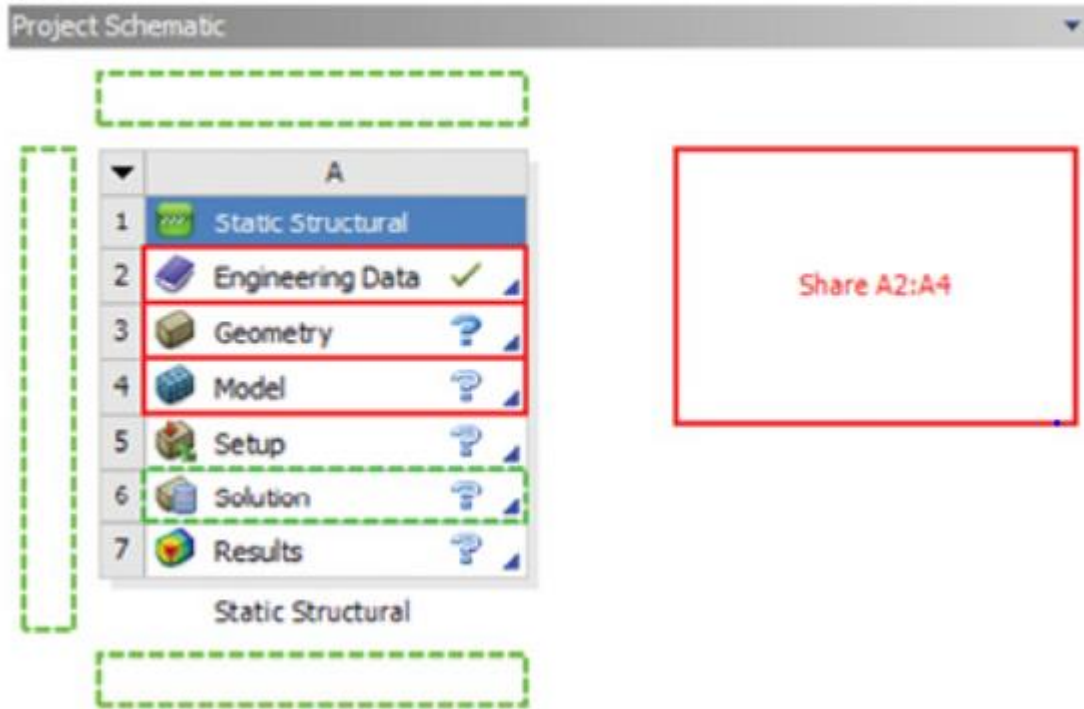 Project Schematic
A
1 Static Structural
2 Engineering Data
3 Geometry ?
4 Model ?
5 Setup ?
6 Solution ?
7 Results ?
Static Structural
Share A2:A4